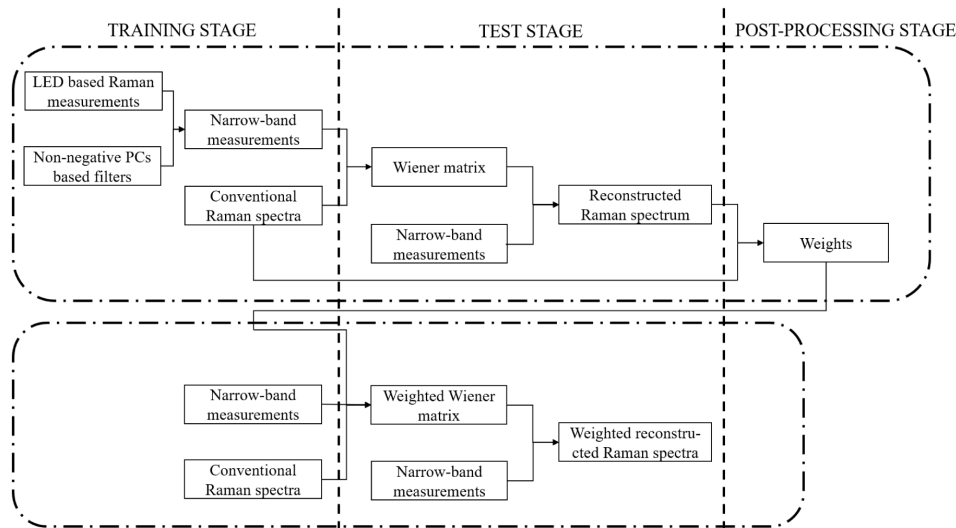 TRAINING STAGE
TEST STAGE
POST-PROCESSING STAGE
LED based Raman
measurements
Non-negative PCs
based filters
Narrow-band
measurements
Conventional
Raman spectra
Wiener matrix
Narrow-band
measurements
Reconstructed
Raman spectrum
Weights
Narrow-band
measurements
Conventional
Raman spectra
Weighted Wiener
matrix
Narrow-band
measurements
Weighted reconstru-
cted Raman spectra